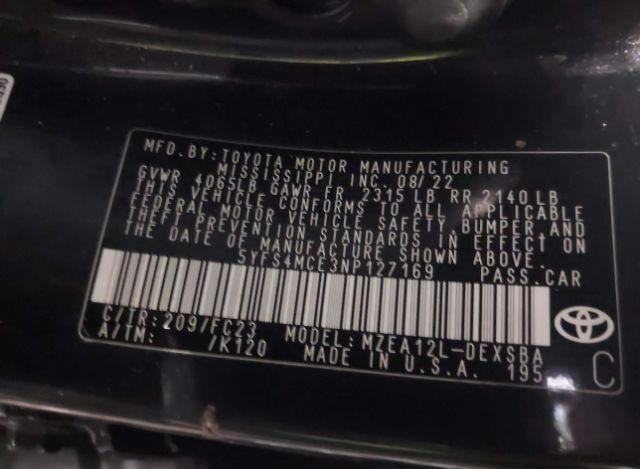 MFD. BY: TOYOTA MOTOR MANUFACTURING
MISSISSIPPI, INC. 08/22
GVWR 4065LB GAWR FR 2315 LB RR 2140 LB
THIS VEHICLE CONFORMS TO ALL APPLICABLE
FEDERAL MOTOR VEHICLE SAFETY, BUMPER, AND
THEFT PREVENTION STANDARDS IN EFFECT ON
THE DATE OF MANUFACTURE SHOWN ABOVE.
5YFS4MCE3NP127169 PASS. CAR
C/TR: 209/FC23 MODEL: MZEA12L-DEXSBA
A/TM: /K120 MADE IN U.S.A. 195
C